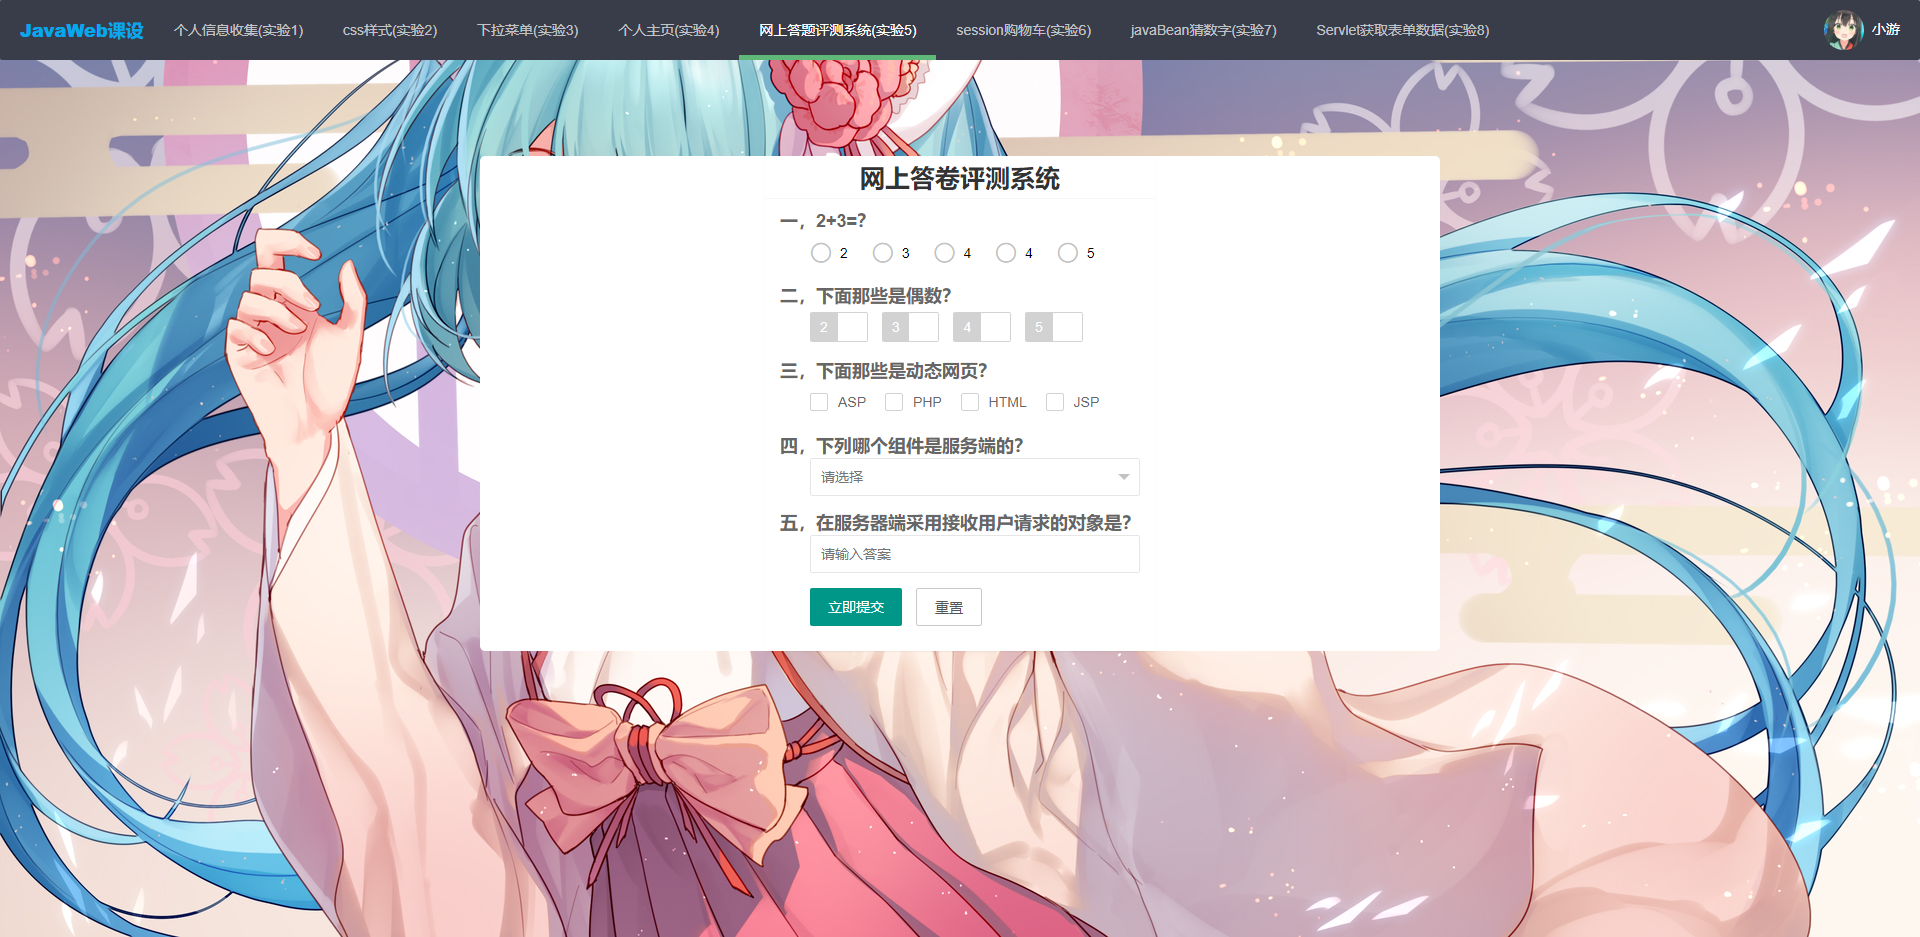 JavaWeb课设 个人信息收集(实验1) css样式(实验2) 下拉菜单(实验3) 个人主页(实验4) 网上答题评测系统(实验5) session购物车(实验6) javaBean猜数字(实验7) Servlet获取表单数据(实验8) 小游
网上答卷评测系统
一，2+3=?
2 3 4 4 5
二，下面那些是偶数?
2 3 4 5
三，下面那些是动态网页?
ASP PHP HTML JSP
四，下列哪个组件是服务端的?
请选择
五，在服务器端采用接收用户请求的对象是?
请输入答案
立即提交 重置